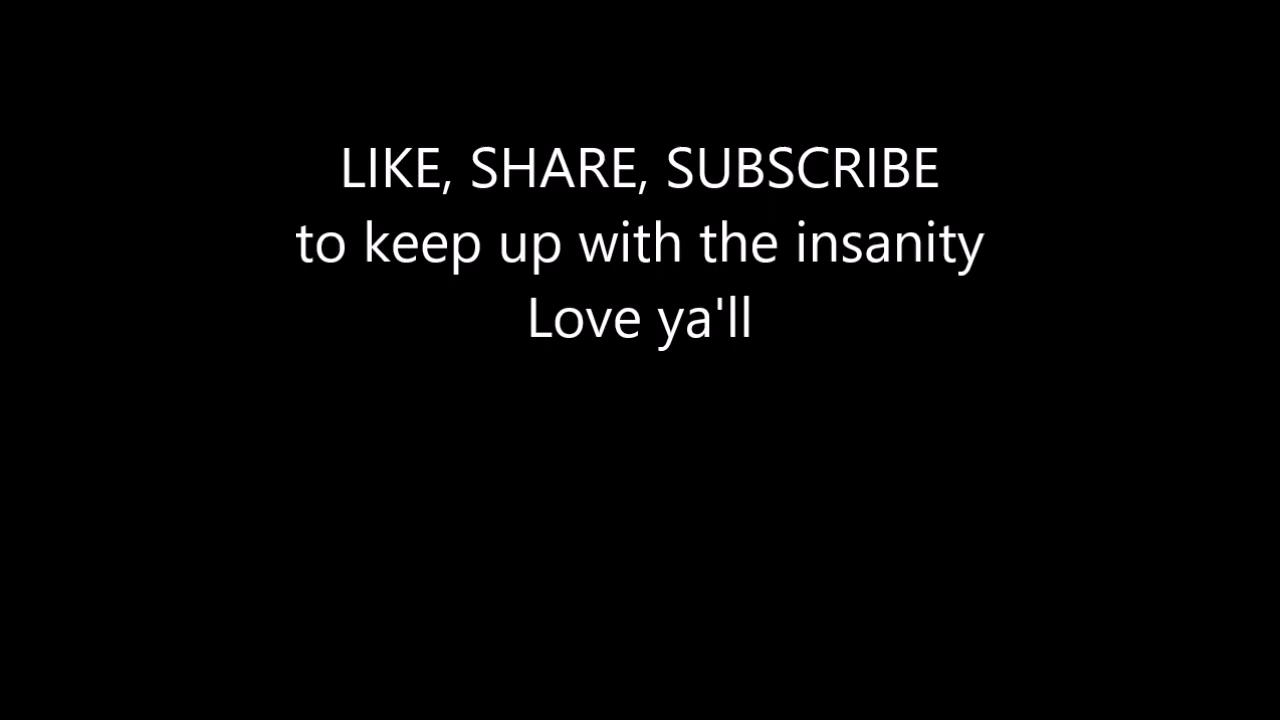 LIKE, SHARE, SUBSCRIBE
to keep up with the insanity
Love ya'll